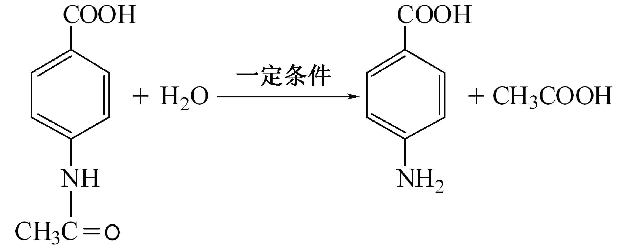 COOH
COOH
一定条件
+ H₂O
+ CH₃COOH
NH
NH₂
CH₃C=O